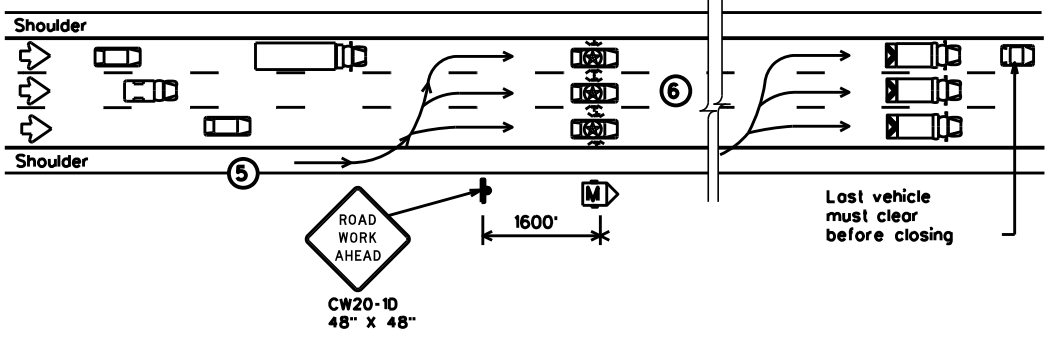 Shoulder
6
Shoulder
5
M
1600'
ROAD
WORK
AHEAD
CW20-1D
48" X 48"
Last vehicle
must clear
before closing